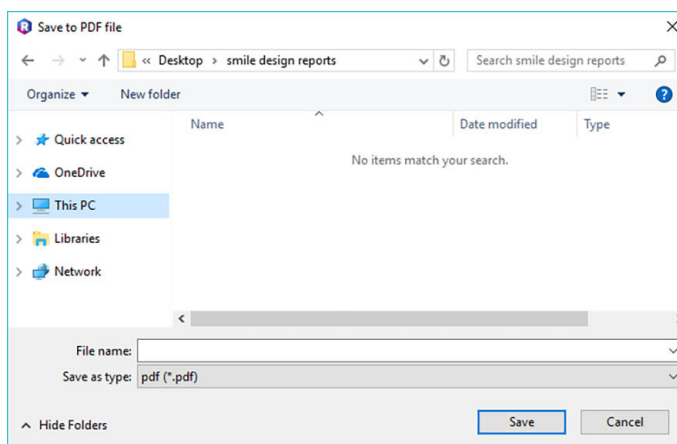 Save to PDF file
« Desktop › smile design reports
Search smile design reports
Organize
New folder
Name
Date modified
Type
Quick access
No items match your search.
OneDrive
This PC
Libraries
Network
File name:
Save as type: pdf (*.pdf)
Hide Folders
Save
Cancel